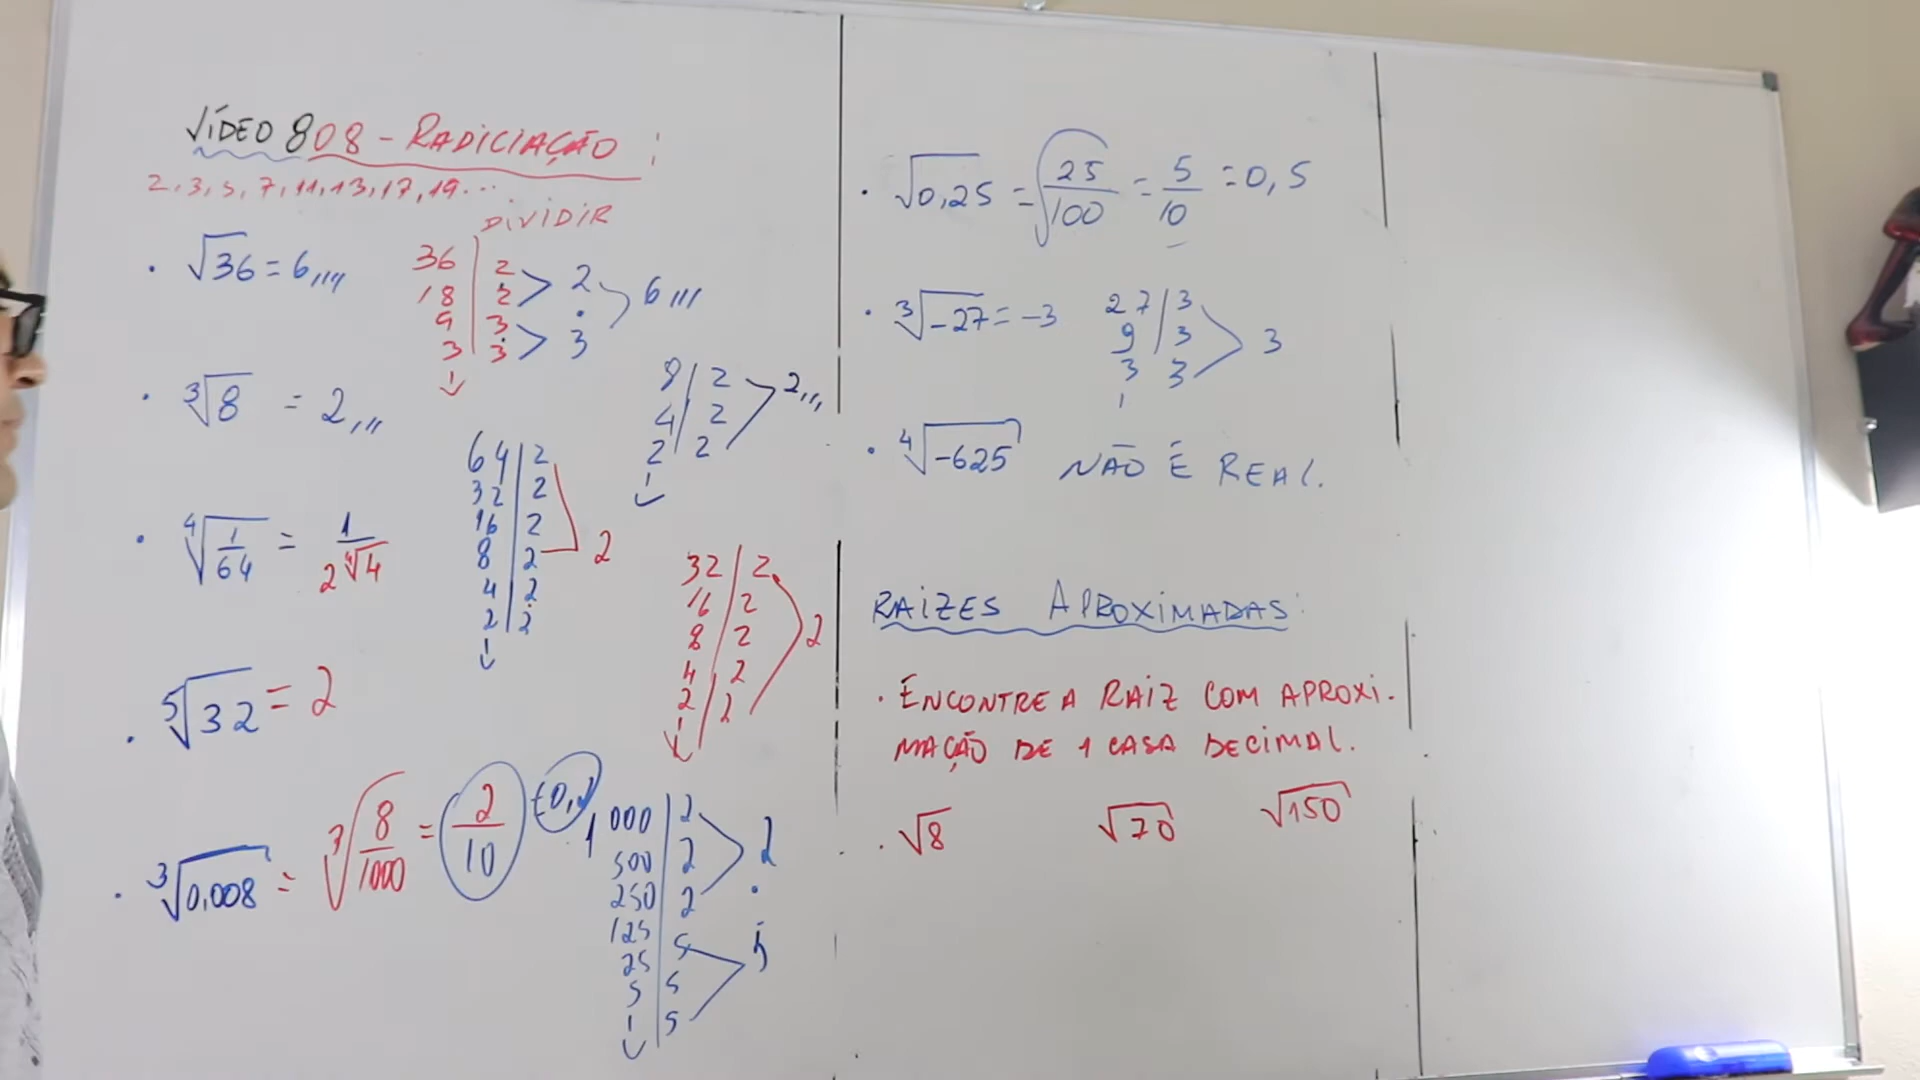 VÍDEO 808 - RADICIAÇÃO:
2, 3, 5, 7, 11, 13, 17, 19...
DIVIDIR
• √36 = 6,,,,
36 | 2
18 | 2 > 2
9 | 3
3 | 3 > 3
6,,,
• ³√8 = 2,,,
8 | 2
4 | 2
2 | 2
1
2,,,
• ⁴√(1/64) = 1/(2 ⁴√4)
64 | 2
32 | 2
16 | 2
8 | 2
4 | 2
2 | 2
1
2
• ⁵√32 = 2
32 | 2
16 | 2
8 | 2
4 | 2
2 | 2
1
2
• ³√0,008 = ³√(8/1000) = 2/10 = 0,2
1000 | 2
500 | 2
250 | 2
125 | 5
25 | 5
5 | 5
1
2 . 5
• √0,25 = √(25/100) = 5/10 = 0,5
• ³√-27 = -3
27 | 3
9 | 3
3 | 3
1
3
• ⁴√-625 NÃO É REAL.
RAIZES APROXIMADAS:
• ENCONTRE A RAIZ COM APROXI-
MAÇÃO DE 1 CASA DECIMAL.
• √8 √70 √150